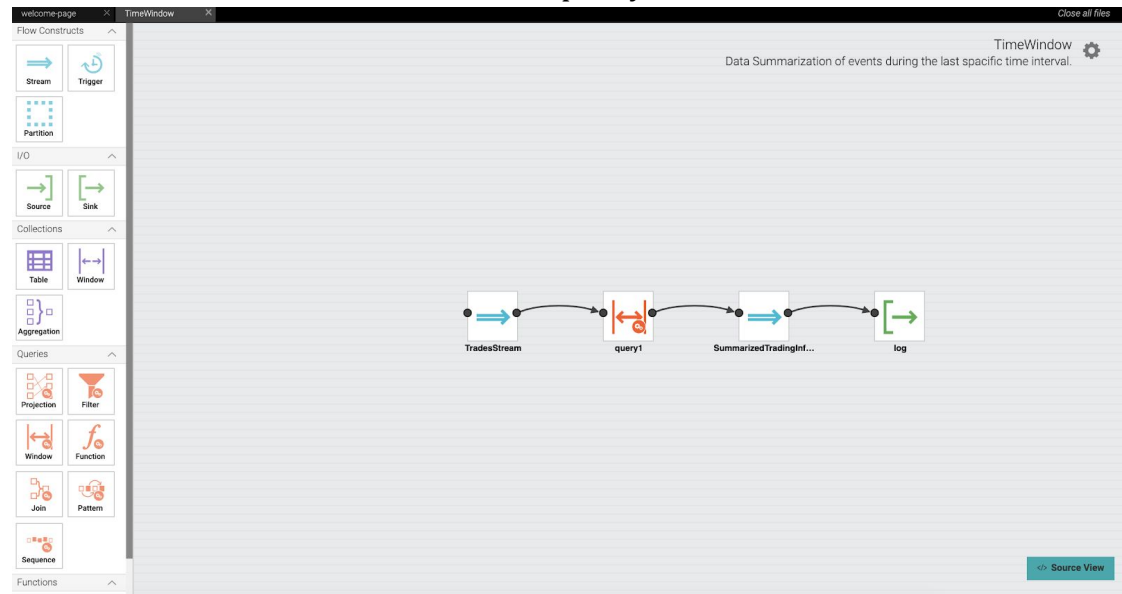 welcome-page × TimeWindow × Close all files
Flow Constructs
Stream Trigger
Partition
I/O
Source Sink
Collections
Table Window
Aggregation
Queries
Projection Filter
Window Function
Join Pattern
Sequence
Functions
TimeWindow
Data Summarization of events during the last spacific time interval.
TradesStream query1 SummarizedTradingInf... log
</> Source View